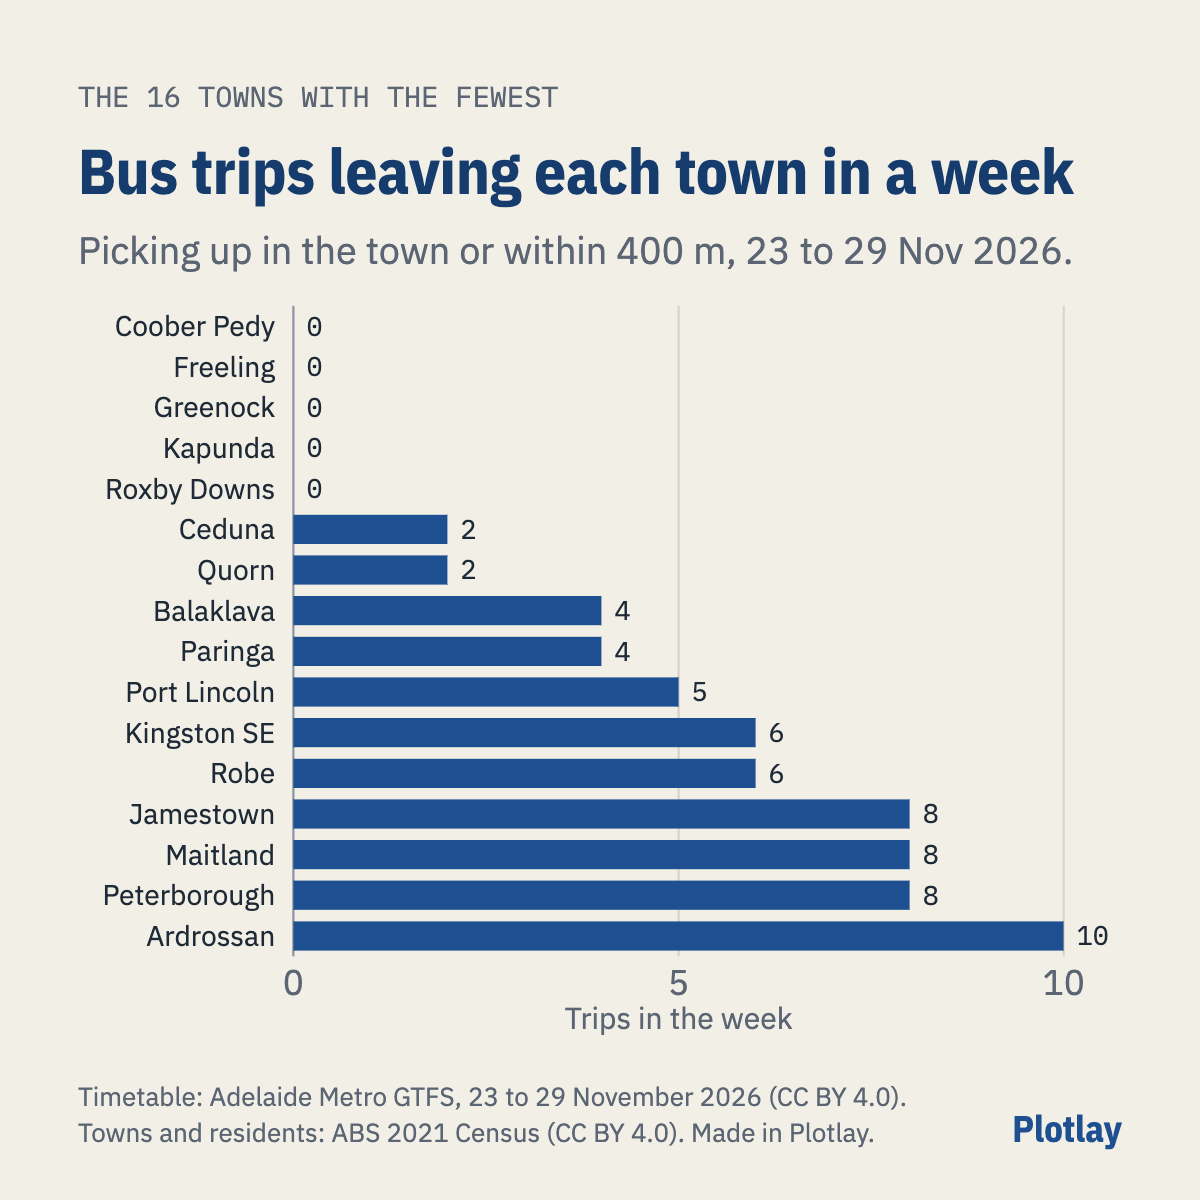 THE 16 TOWNS WITH THE FEWEST
Bus trips leaving each town in a week
Picking up in the town or within 400 m, 23 to 29 Nov 2026.
Coober Pedy 0
Freeling 0
Greenock 0
Kapunda 0
Roxby Downs 0
Ceduna 2
Quorn 2
Balaklava 4
Paringa 4
Port Lincoln 5
Kingston SE 6
Robe 6
Jamestown 8
Maitland 8
Peterborough 8
Ardrossan 10
0 5 10
Trips in the week
Timetable: Adelaide Metro GTFS, 23 to 29 November 2026 (CC BY 4.0).
Towns and residents: ABS 2021 Census (CC BY 4.0). Made in Plotlay.
Plotlay